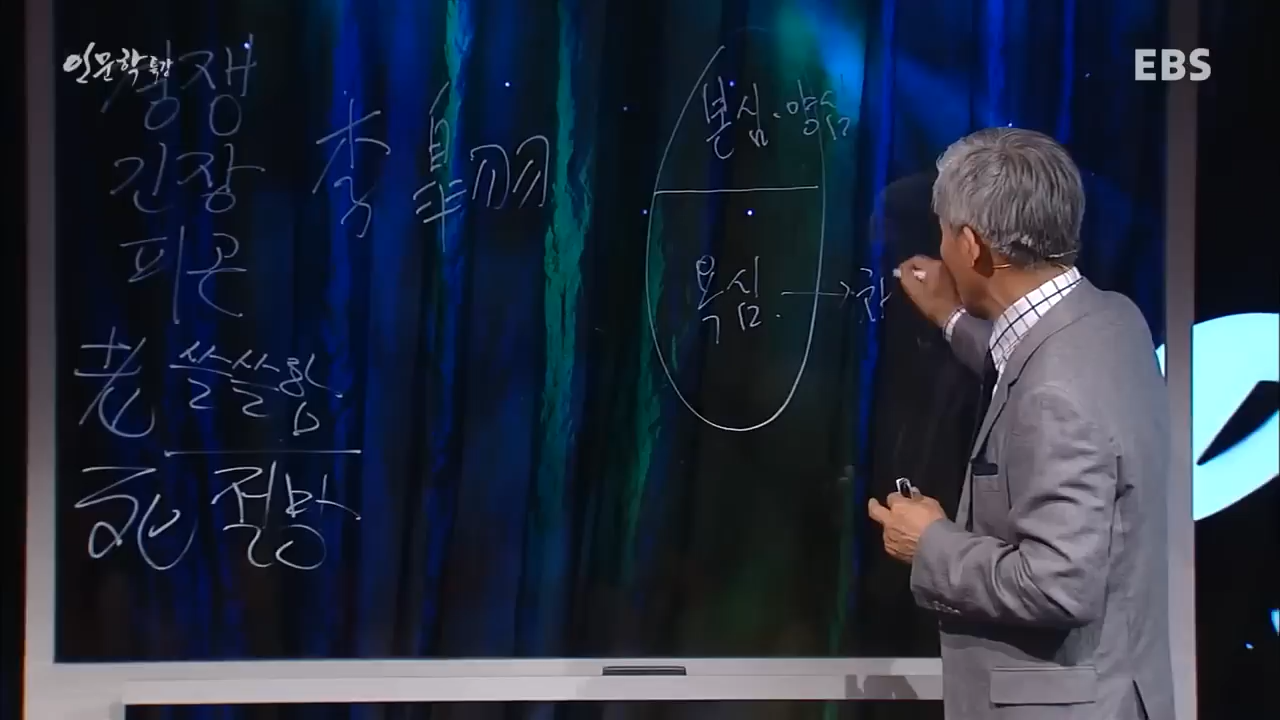 인문학 특강
EBS
경쟁
긴장
피곤
李 翺
본심·양심
욕심 →
老 쓸쓸함
死 절망